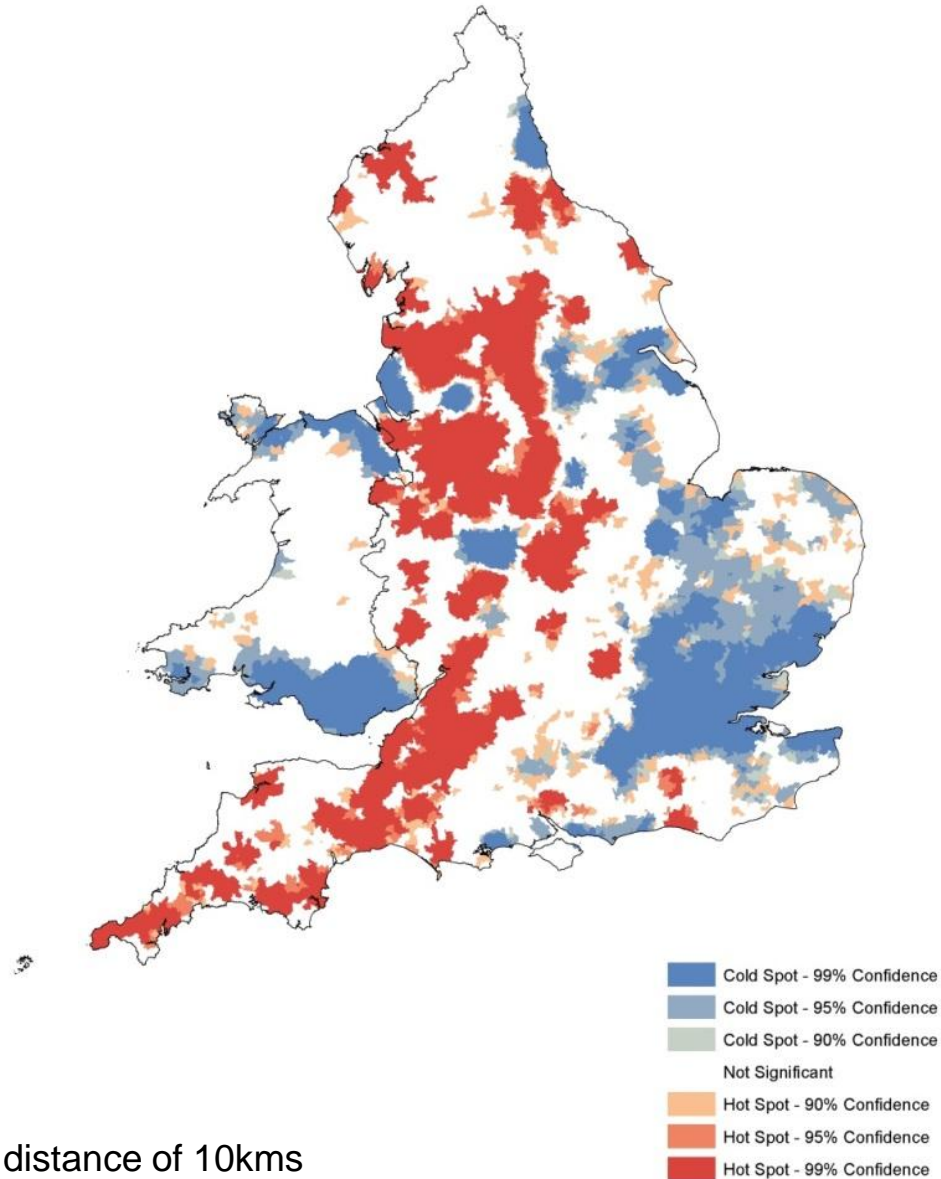 Cold Spot - 99% Confidence
Cold Spot - 95% Confidence
Cold Spot - 90% Confidence
Not Significant
Hot Spot - 90% Confidence
Hot Spot - 95% Confidence
Hot Spot - 99% Confidence
distance of 10kms